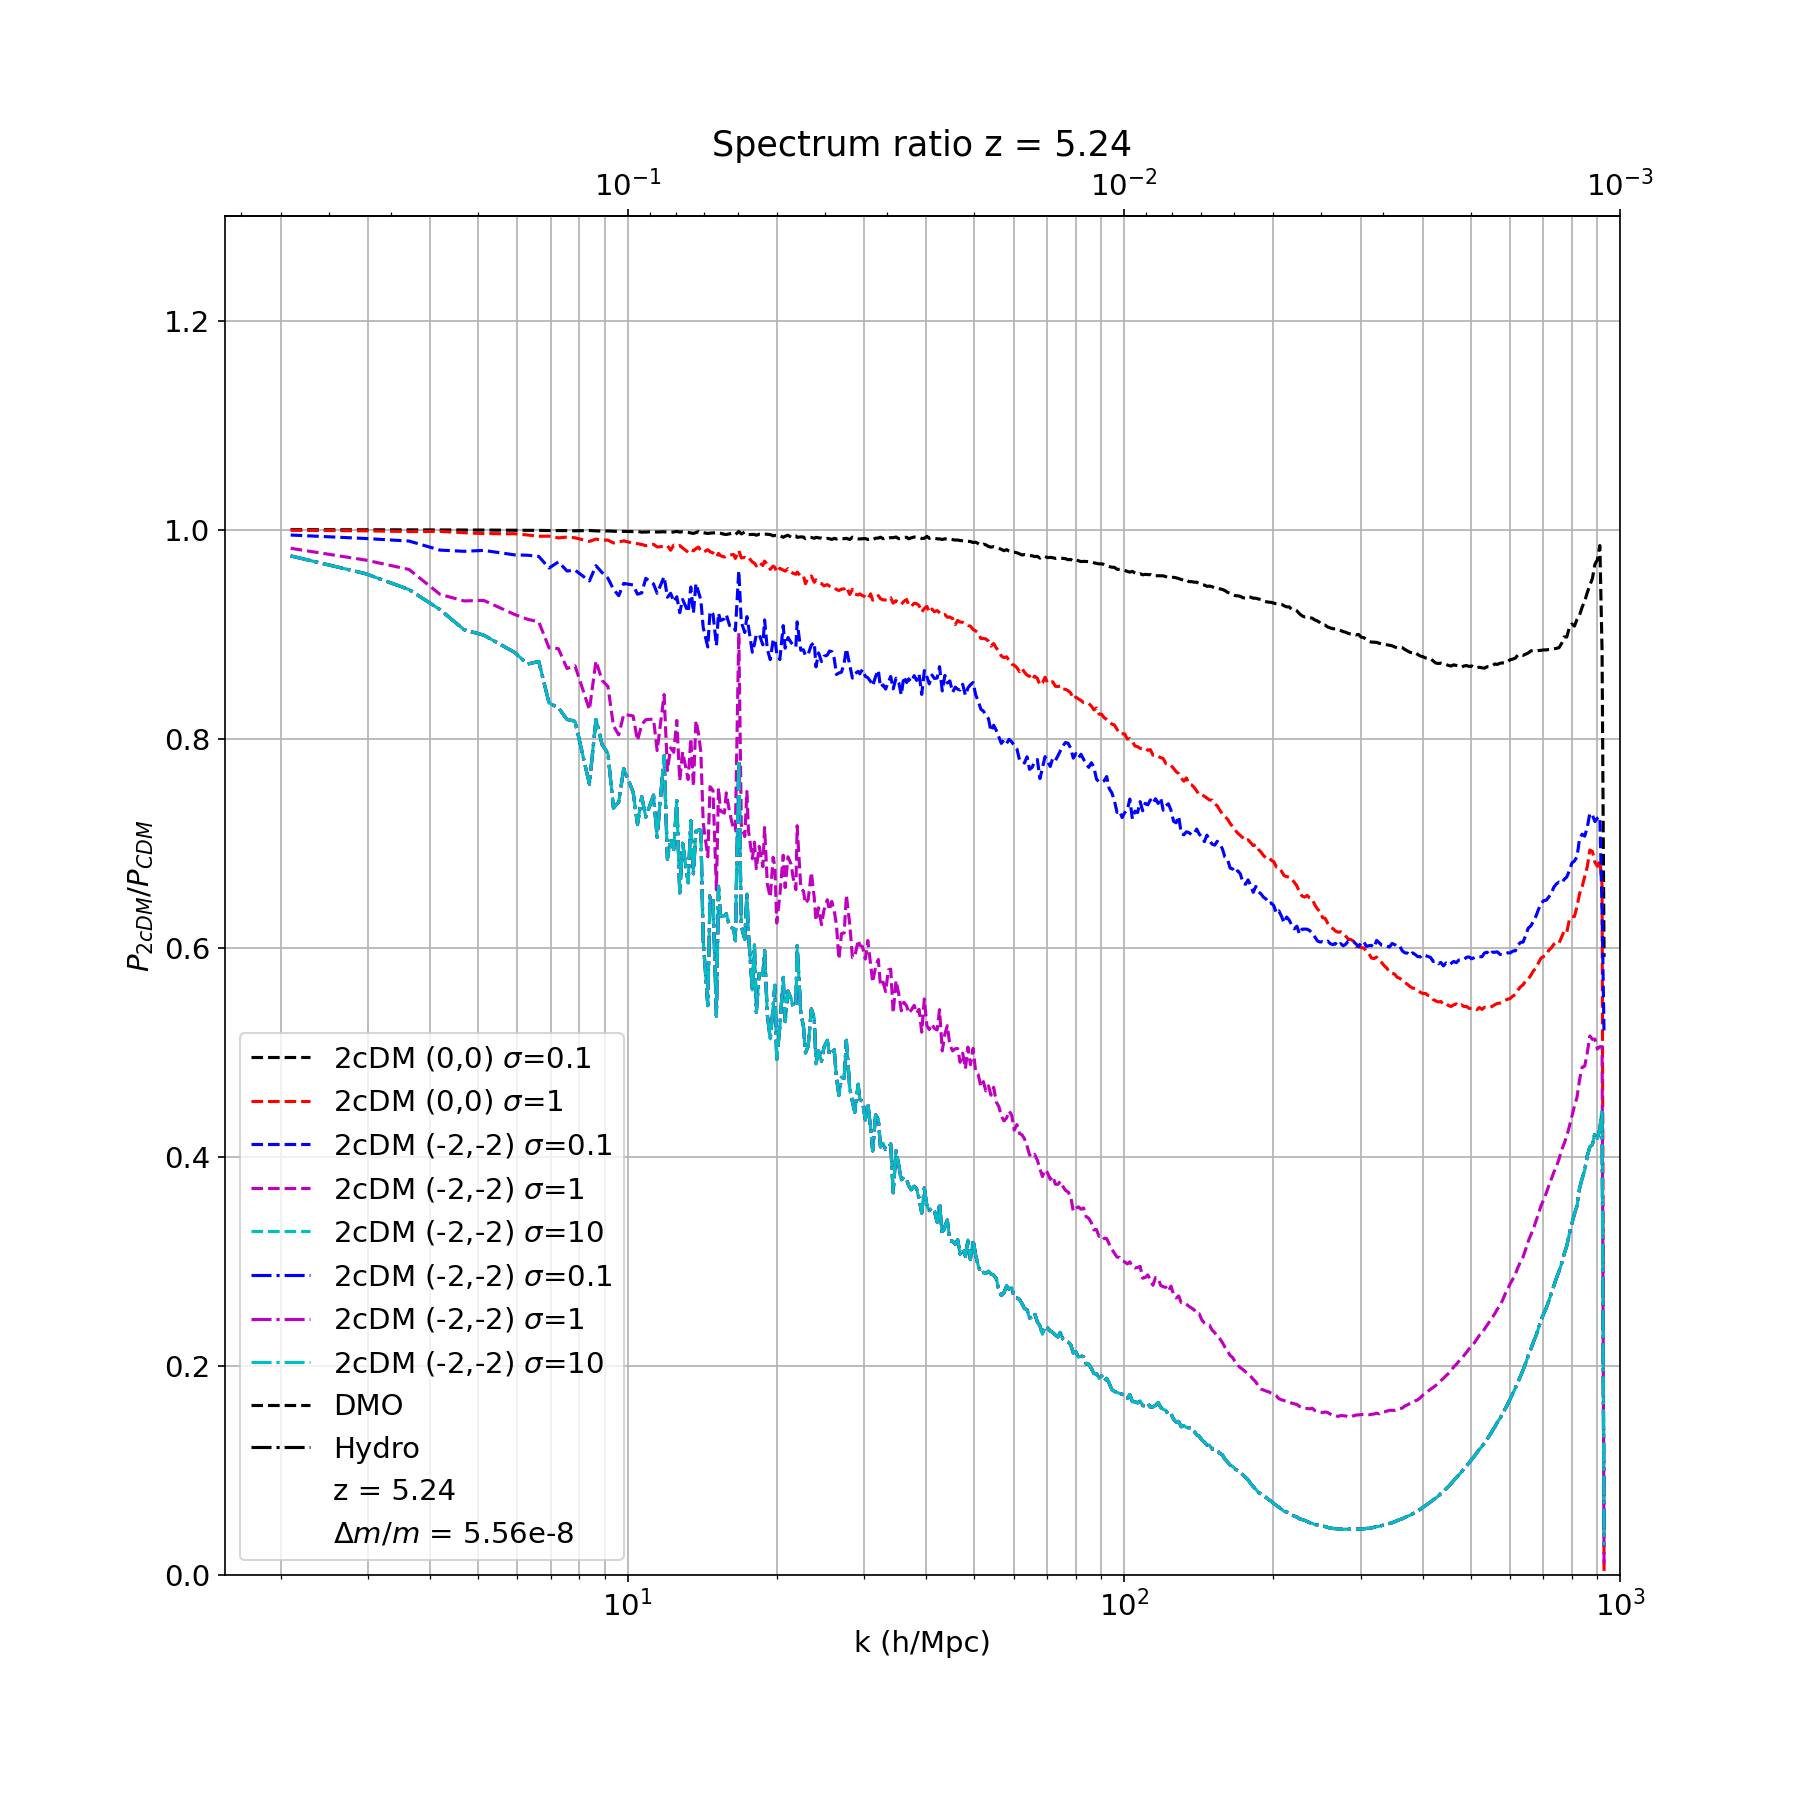 Spectrum ratio z = 5.24
10⁻¹ 10⁻² 10⁻³
1.2
1.0
0.8
0.6
0.4
0.2
0.0
P₂cDM/PCDM
2cDM (0,0) σ=0.1
2cDM (0,0) σ=1
2cDM (-2,-2) σ=0.1
2cDM (-2,-2) σ=1
2cDM (-2,-2) σ=10
2cDM (-2,-2) σ=0.1
2cDM (-2,-2) σ=1
2cDM (-2,-2) σ=10
DMO
Hydro
z = 5.24
Δm/m = 5.56e-8
10¹ 10² 10³
k (h/Mpc)